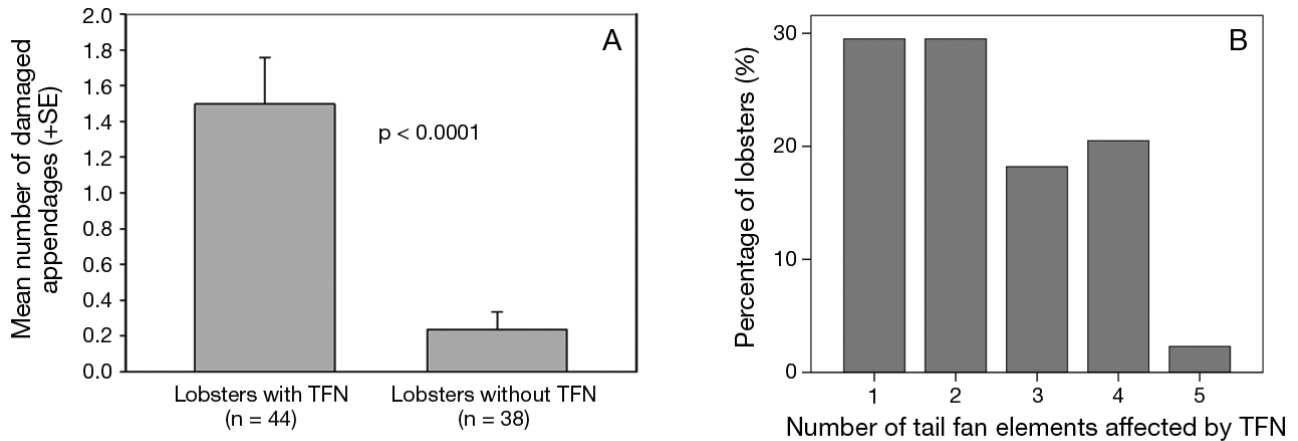 A
Mean number of damaged
appendages (+SE)
2.0
1.8
1.6
1.4
1.2
1.0
0.8
0.6
0.4
0.2
0.0
p < 0.0001
Lobsters with TFN
(n = 44)
Lobsters without TFN
(n = 38)
B
Percentage of lobsters (%)
30
20
10
0
1 2 3 4 5
Number of tail fan elements affected by TFN